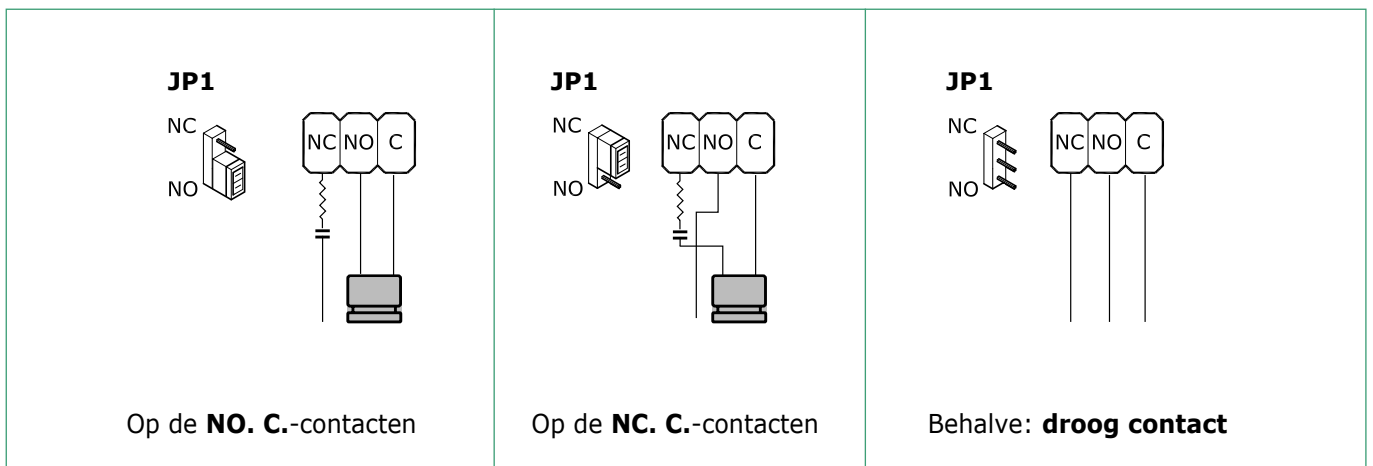 JP1
NC
NO
NC NO C
Op de NO. C.-contacten
JP1
NC
NO
NC NO C
Op de NC. C.-contacten
JP1
NC
NO
NC NO C
Behalve: droog contact